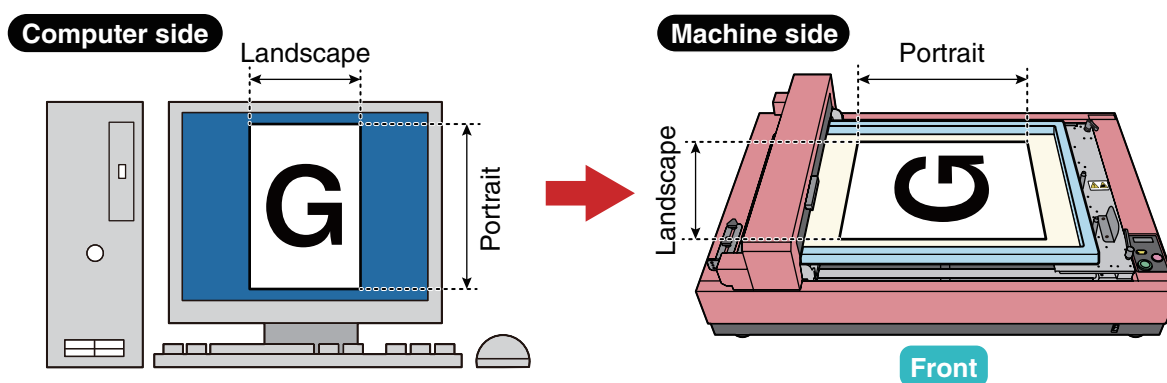 Computer side
Landscape
G
Portrait
Machine side
Portrait
Landscape
G
Front